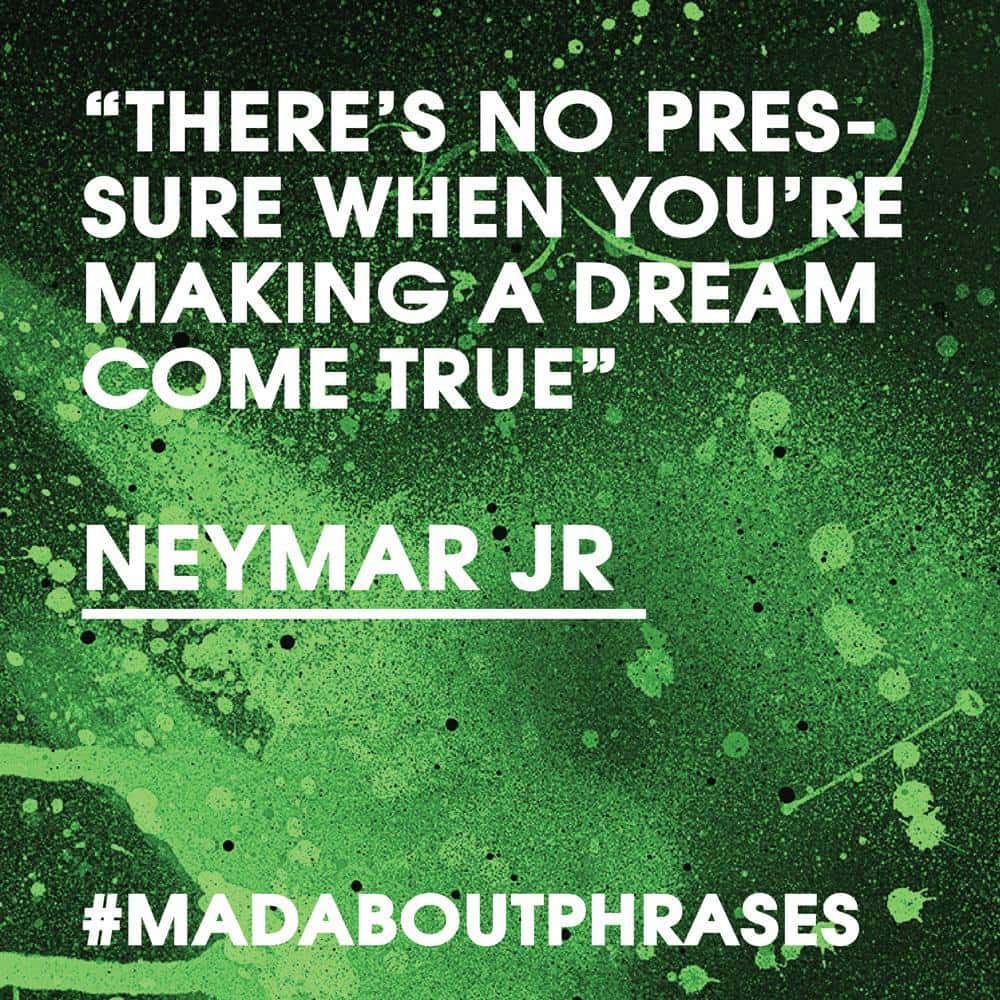 “THERE’S NO PRES-
SURE WHEN YOU’RE
MAKING A DREAM
COME TRUE”
NEYMAR JR
#MADABOUTPHRASES